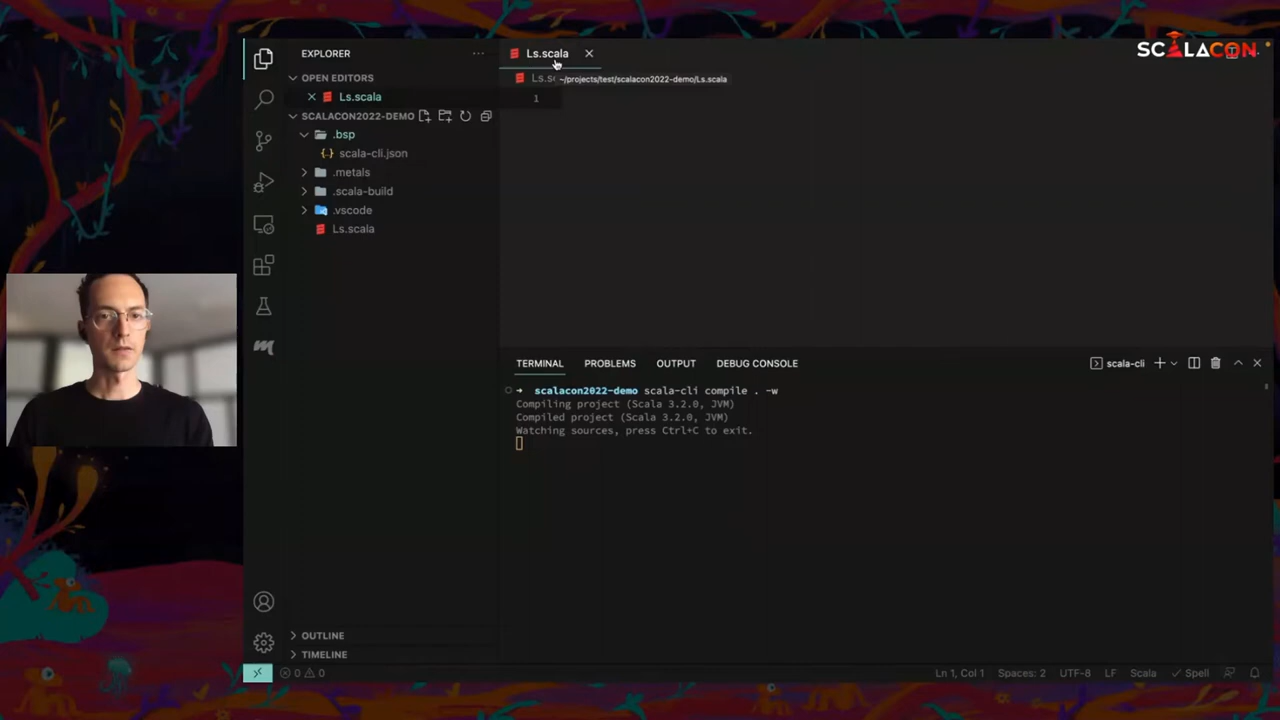 SCALACON
EXPLORER
Ls.scala
OPEN EDITORS
Ls.scala
SCALACON2022-DEMO
.bsp
scala-cli.json
.metals
.scala-build
.vscode
Ls.scala
OUTLINE
TIMELINE
~/projects/test/scalacon2022-demo/Ls.scala
1
TERMINAL
PROBLEMS
OUTPUT
DEBUG CONSOLE
scala-cli
scalacon2022-demo scala-cli compile . -w
Compiling project (Scala 3.2.0, JVM)
Compiled project (Scala 3.2.0, JVM)
Watching sources, press Ctrl+C to exit.
0 0
Ln 1, Col 1
Spaces: 2
UTF-8
LF
Scala
Spell